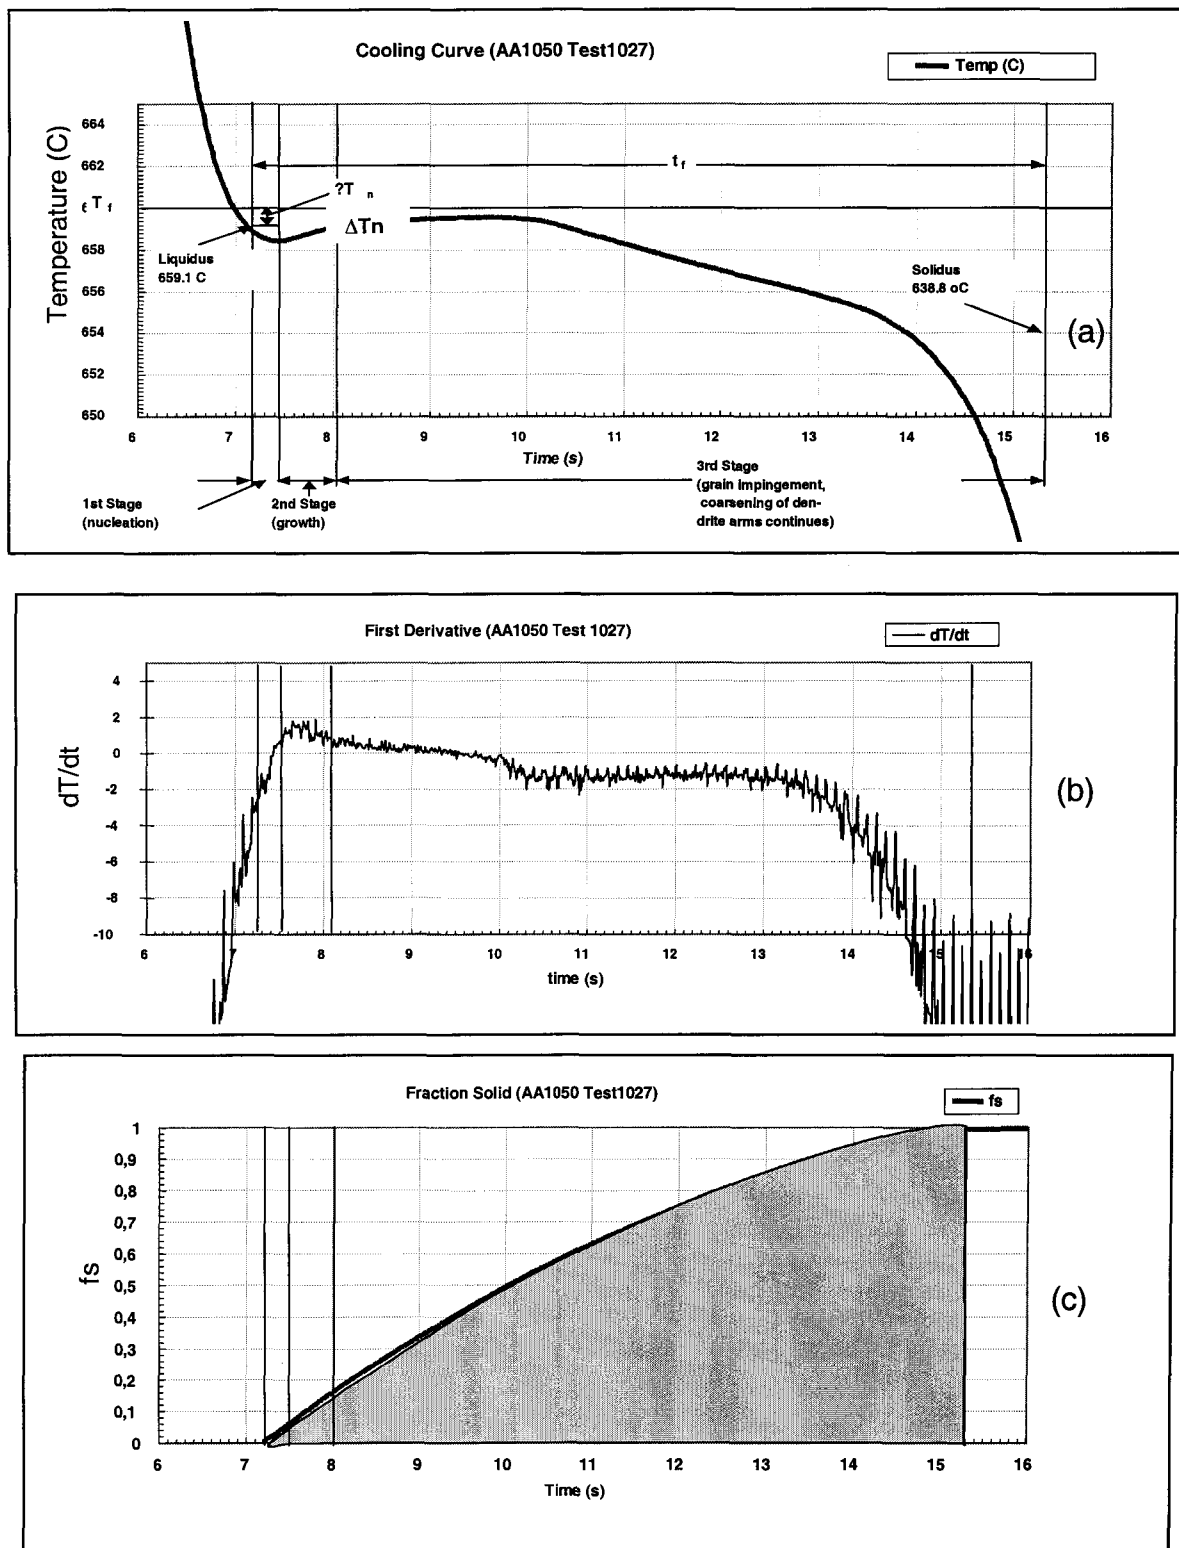 Cooling Curve (AA1050 Test1027)
Temp (C)
Temperature (C)
664
662
T f
658
656
654
652
650
t f
?T n
ΔTn
Liquidus
659.1 C
Solidus
638.8 oC
(a)
6 7 8 9 10 11 12 13 14 15 16
Time (s)
1st Stage
(nucleation)
2nd Stage
(growth)
3rd Stage
(grain impingement,
coarsening of den-
drite arms continues)
First Derivative (AA1050 Test 1027)
dT/dt
dT/dt
4
2
0
-2
-4
-6
-8
-10
6 7 8 9 10 11 12 13 14 15 16
time (s)
(b)
Fraction Solid (AA1050 Test1027)
fs
fs
1
0,9
0,8
0,7
0,6
0,5
0,4
0,3
0,2
0,1
0
6 7 8 9 10 11 12 13 14 15 16
Time (s)
(c)